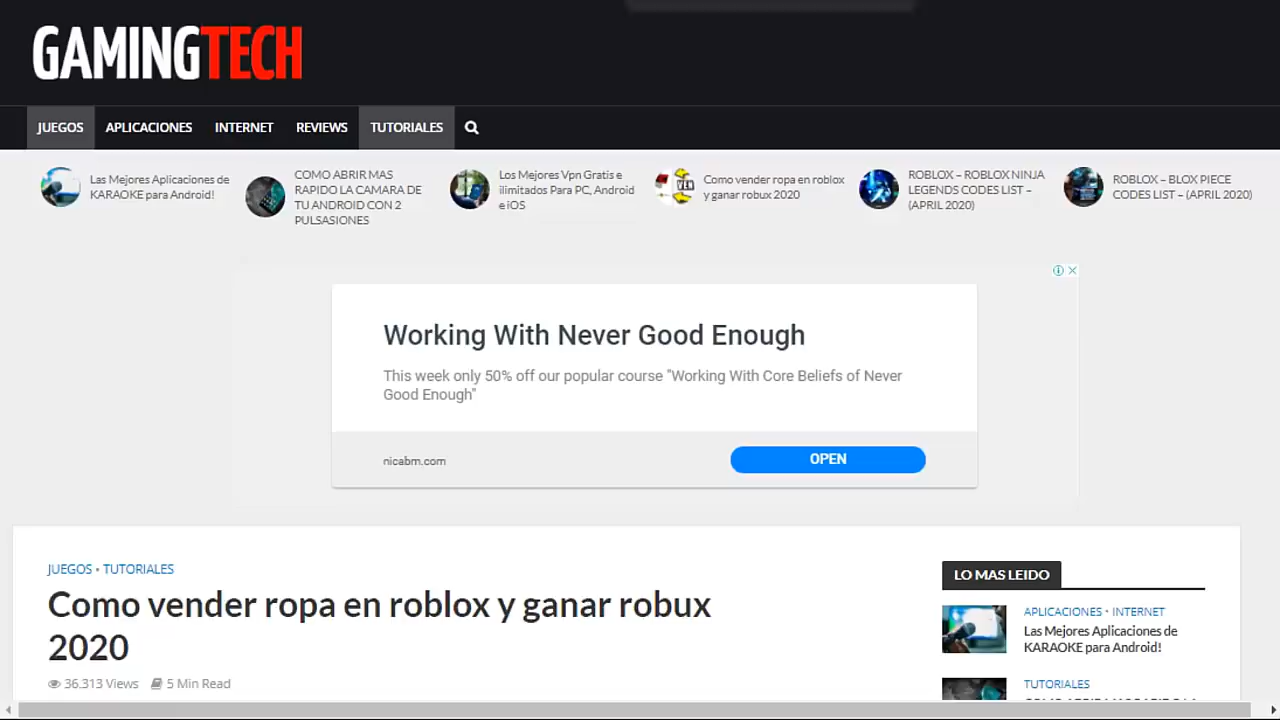 GAMINGTECH
JUEGOS APLICACIONES INTERNET REVIEWS TUTORIALES
Las Mejores Aplicaciones de
KARAOKE para Android!
COMO ABRIR MAS
RAPIDO LA CAMARA DE
TU ANDROID CON 2
PULSASIONES
Los Mejores Vpn Gratis e
ilimitados Para PC, Android
e iOS
VEN
Como vender ropa en roblox
y ganar robux 2020
ROBLOX – ROBLOX NINJA
LEGENDS CODES LIST –
(APRIL 2020)
ROBLOX – BLOX PIECE
CODES LIST – (APRIL 2020)
Working With Never Good Enough
This week only 50% off our popular course "Working With Core Beliefs of Never
Good Enough"
nicabm.com
OPEN
JUEGOS • TUTORIALES
Como vender ropa en roblox y ganar robux
2020
36.313 Views 5 Min Read
LO MAS LEIDO
APLICACIONES • INTERNET
Las Mejores Aplicaciones de
KARAOKE para Android!
TUTORIALES